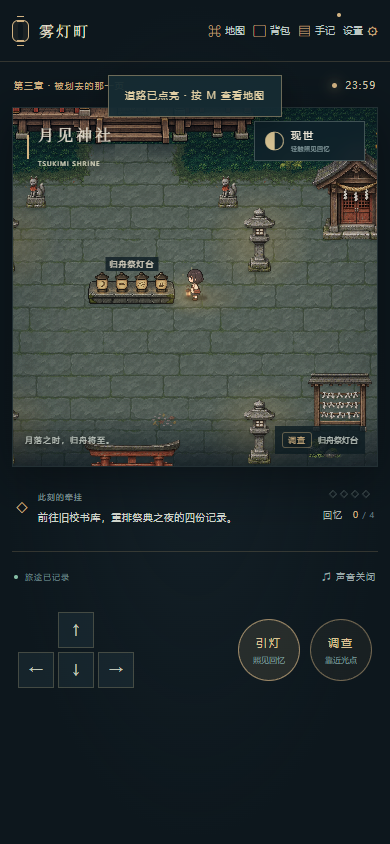 雾灯町
地图 背包 手记 设置
第三章 · 被划去的那一
23:59
道路已点亮 · 按 M 查看地图
月见神社
TSUKIMI SHRINE
现世
轻触照见回忆
归舟祭灯台
月落之时，归舟将至。
调查 归舟祭灯台
此刻的牵挂
前往旧校书库，重排祭典之夜的四份记录。
回忆 0 / 4
旅途已记录
声音关闭
↑
← ↓ →
引灯
照见回忆
调查
靠近光点